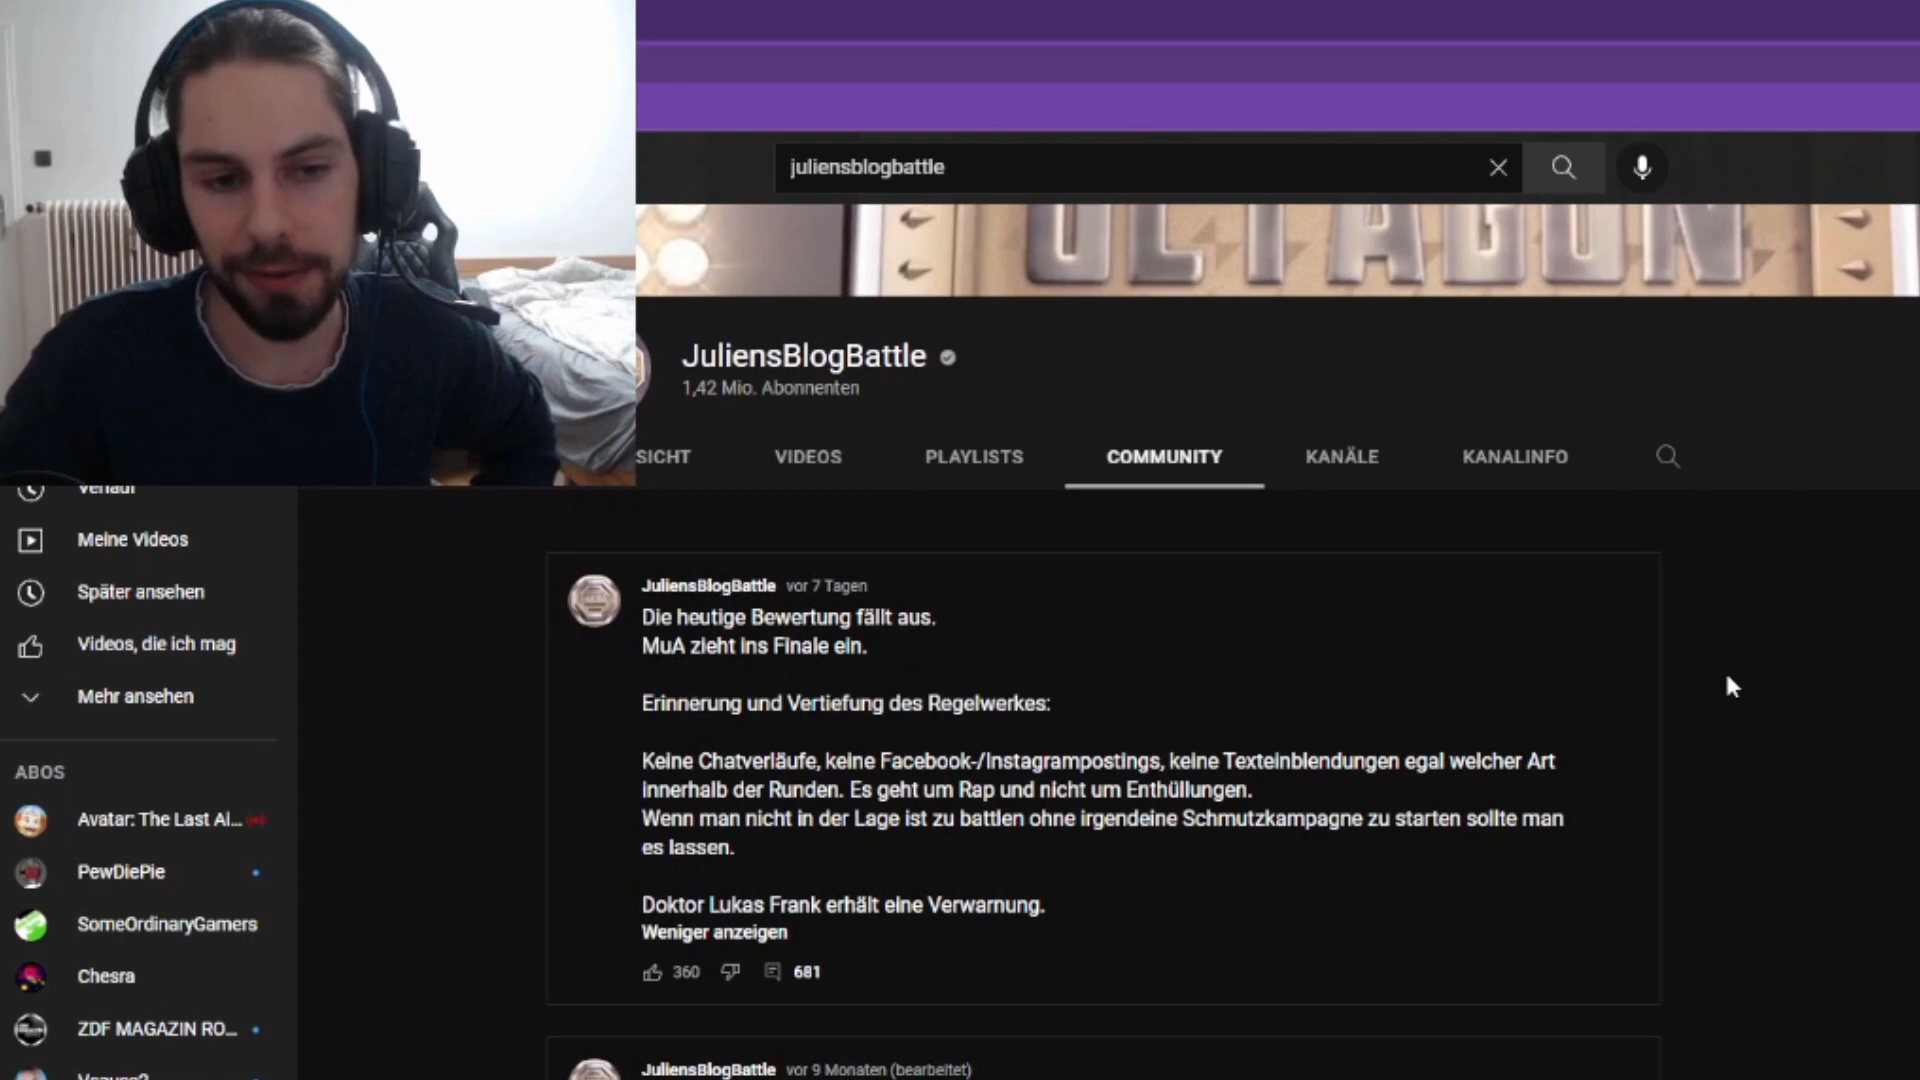 juliensblogbattle
OCTAGON
JuliensBlogBattle
1,42 Mio. Abonnenten
SICHT
VIDEOS
PLAYLISTS
COMMUNITY
KANÄLE
KANALINFO
Verlauf
Meine Videos
Später ansehen
Videos, die ich mag
Mehr ansehen
ABOS
Avatar: The Last Ai...
PewDiePie
SomeOrdinaryGamers
Chesra
ZDF MAGAZIN RO...
JuliensBlogBattle vor 7 Tagen
Die heutige Bewertung fällt aus.
MuA zieht ins Finale ein.
Erinnerung und Vertiefung des Regelwerkes:
Keine Chatverläufe, keine Facebook-/Instagrampostings, keine Texteinblendungen egal welcher Art
innerhalb der Runden. Es geht um Rap und nicht um Enthüllungen.
Wenn man nicht in der Lage ist zu battlen ohne irgendeine Schmutzkampagne zu starten sollte man
es lassen.
Doktor Lukas Frank erhält eine Verwarnung.
Weniger anzeigen
360
681
JuliensBlogBattle vor 9 Monaten (bearbeitet)